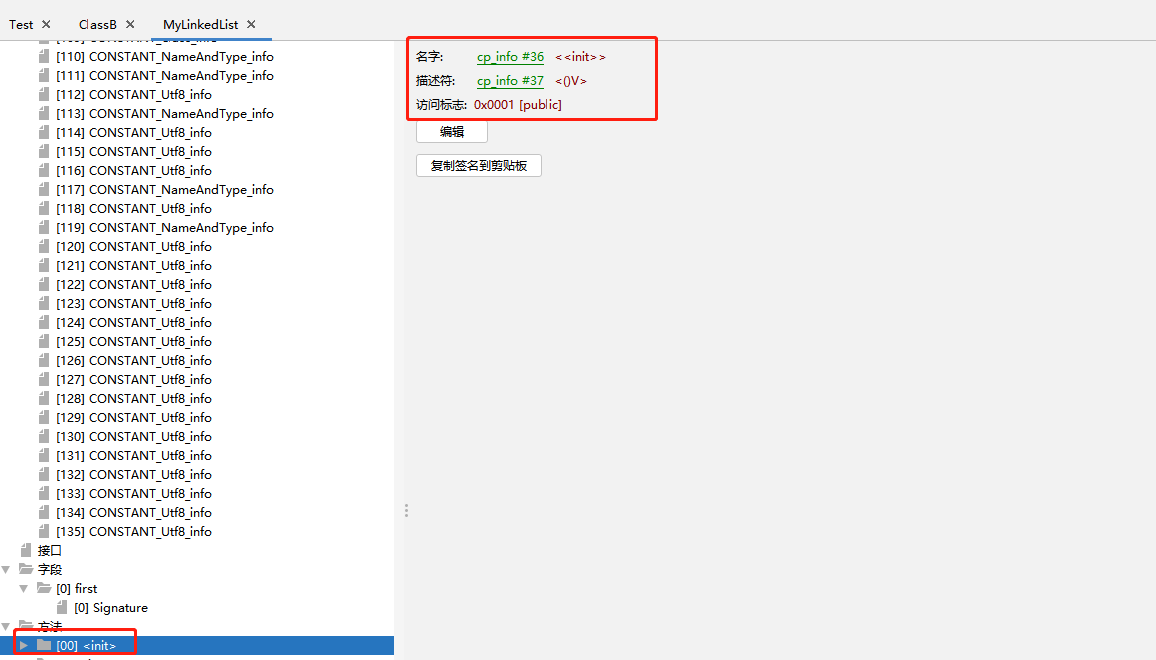 Test ClassB MyLinkedList
[110] CONSTANT_NameAndType_info
[111] CONSTANT_NameAndType_info
[112] CONSTANT_Utf8_info
[113] CONSTANT_NameAndType_info
[114] CONSTANT_Utf8_info
[115] CONSTANT_Utf8_info
[116] CONSTANT_Utf8_info
[117] CONSTANT_NameAndType_info
[118] CONSTANT_Utf8_info
[119] CONSTANT_NameAndType_info
[120] CONSTANT_Utf8_info
[121] CONSTANT_Utf8_info
[122] CONSTANT_Utf8_info
[123] CONSTANT_Utf8_info
[124] CONSTANT_Utf8_info
[125] CONSTANT_Utf8_info
[126] CONSTANT_Utf8_info
[127] CONSTANT_Utf8_info
[128] CONSTANT_Utf8_info
[129] CONSTANT_Utf8_info
[130] CONSTANT_Utf8_info
[131] CONSTANT_Utf8_info
[132] CONSTANT_Utf8_info
[133] CONSTANT_Utf8_info
[134] CONSTANT_Utf8_info
[135] CONSTANT_Utf8_info
接口
字段
[0] first
[0] Signature
方法
[00] <init>
名字: cp_info #36 <<init>>
描述符: cp_info #37 <()V>
访问标志: 0x0001 [public]
编辑
复制签名到剪贴板